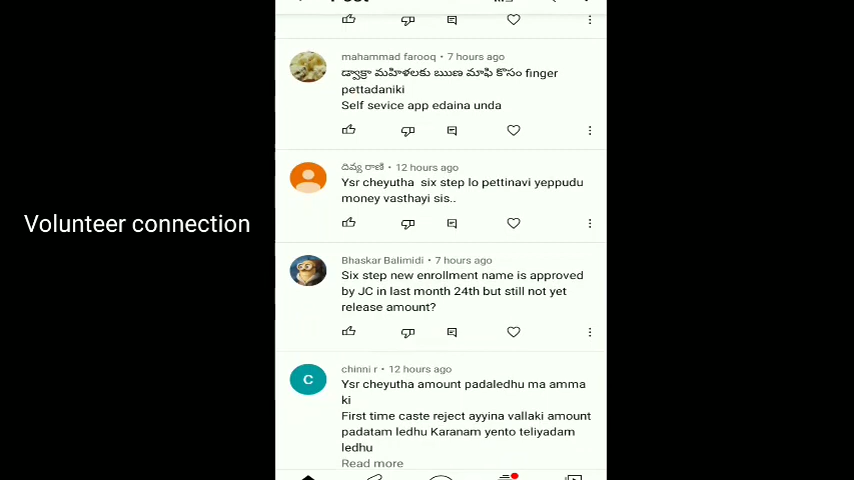 Volunteer connection
mahammad farooq • 7 hours ago
డ్వాక్రా మహిళలకు ఋణ మాఫి కొసం finger
pettadaniki
Self sevice app edaina unda
దివ్య రాణి • 12 hours ago
Ysr cheyutha six step lo pettinavi yeppudu
money vasthayi sis..
Bhaskar Balimidi • 7 hours ago
Six step new enrollment name is approved
by JC in last month 24th but still not yet
release amount?
C
chinni r • 12 hours ago
Ysr cheyutha amount padaledhu ma amma
ki
First time caste reject ayyina vallaki amount
padatam ledhu Karanam yento teliyadam
ledhu
Read more